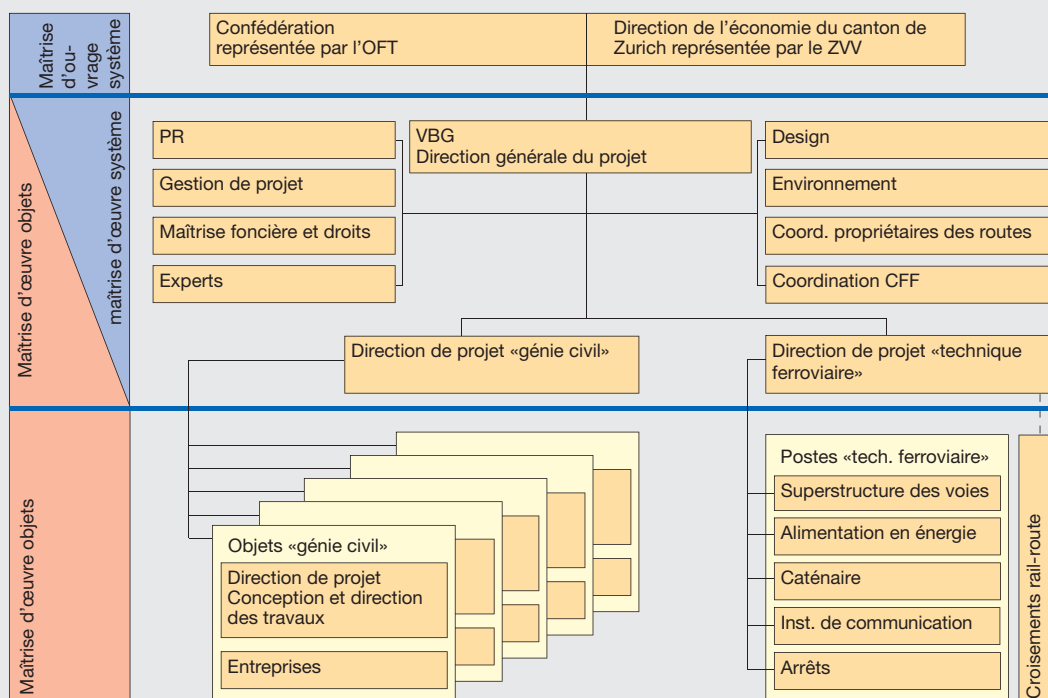 Maîtrise
d'ou-
vrage
système
Confédération
représentée par l'OFT
Direction de l'économie du canton de
Zurich représentée par le ZVV
Maîtrise d'œuvre objets
maîtrise d'œuvre système
PR
Gestion de projet
Maîtrise foncière et droits
Experts
VBG
Direction générale du projet
Design
Environnement
Coord. propriétaires des routes
Coordination CFF
Direction de projet «génie civil»
Direction de projet «technique
ferroviaire»
Maîtrise d'œuvre objets
Objets «génie civil»
Direction de projet
Conception et direction
des travaux
Entreprises
Postes «tech. ferroviaire»
Superstructure des voies
Alimentation en énergie
Caténaire
Inst. de communication
Arrêts
Croisements rail-route